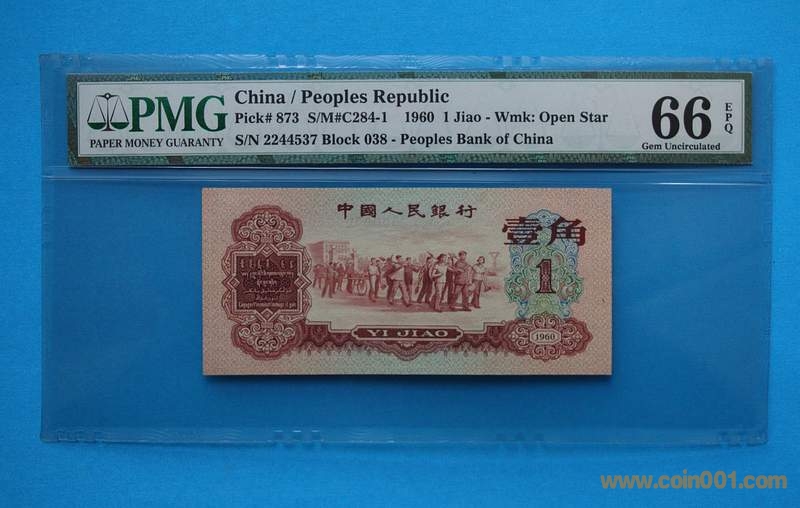 PMG
PAPER MONEY GUARANTY
China / Peoples Republic
Pick# 873 S/M#C284-1 1960 1 Jiao - Wmk: Open Star
S/N 2244537 Block 038 - Peoples Bank of China
66
EPQ
Gem Uncirculated
中國人民銀行
壹角
1
YI JIAO
1960
www.coin001.com